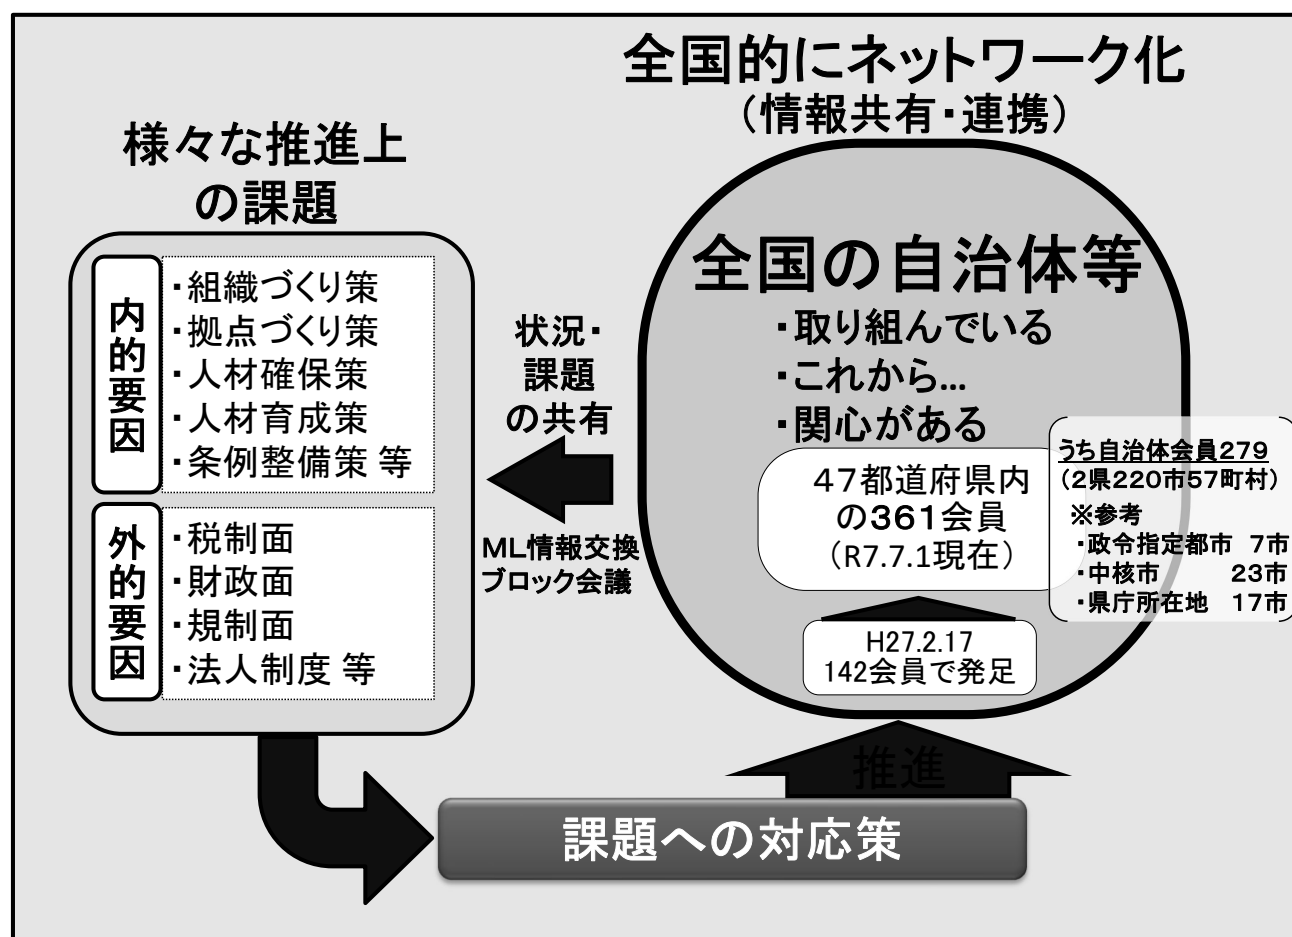 全国的にネットワーク化
（情報共有・連携）
様々な推進上
の課題
内的要因
・組織づくり策
・拠点づくり策
・人材確保策
・人材育成策
・条例整備策 等
外的要因
・税制面
・財政面
・規制面
・法人制度 等
状況・
課題
の共有
ML情報交換
ブロック会議
全国の自治体等
・取り組んでいる
・これから…
・関心がある
47都道府県内
の361会員
（R7.7.1現在）
うち自治体会員279
（2県220市57町村）
※参考
・政令指定都市 7市
・中核市 23市
・県庁所在地 17市
H27.2.17
142会員で発足
推進
課題への対応策